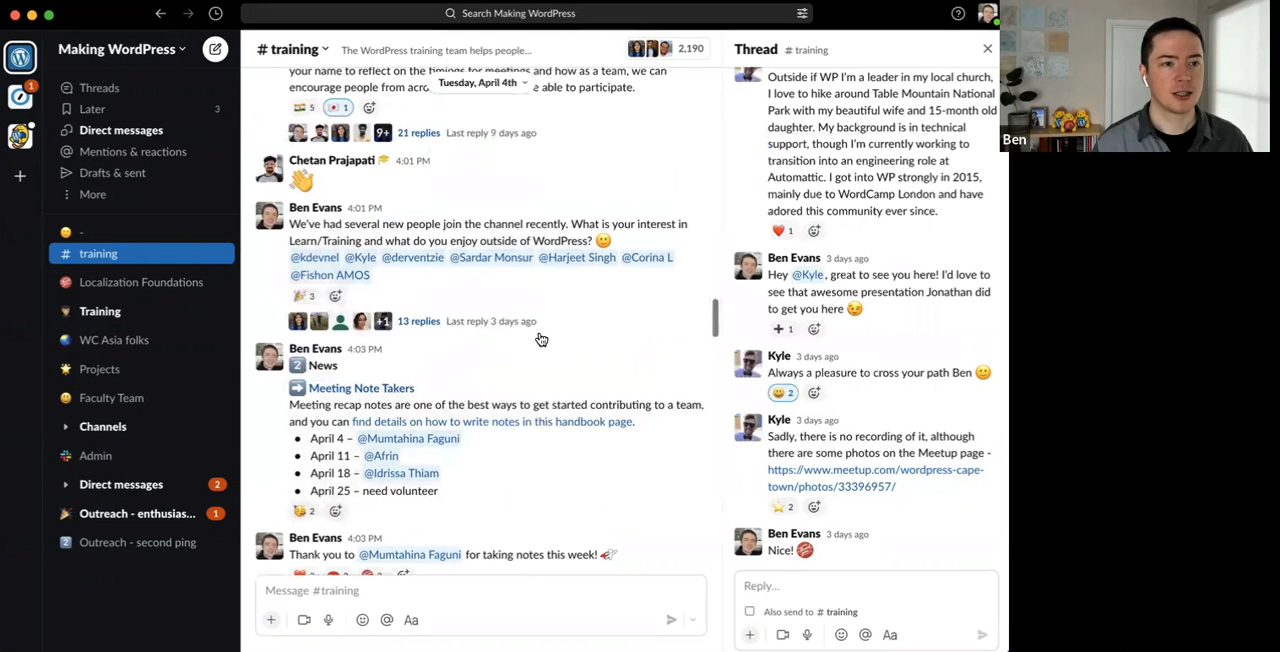 Search Making WordPress
Making WordPress
1
Threads
Later 3
Direct messages
Mentions & reactions
Drafts & sent
More
-
training
Localization Foundations
Training
WC Asia folks
Projects
Faculty Team
Channels
Admin
Direct messages 2
Outreach - enthusias... 1
Outreach - second ping
# training
The WordPress training team helps people...
2,190
your name to reflect on the timings for meetings and how as a team, we can
Tuesday, April 4th
5 1
9+ 21 replies Last reply 9 days ago
Chetan Prajapati 4:01 PM
Ben Evans 4:01 PM
We've had several new people join the channel recently. What is your interest in
Learn/Training and what do you enjoy outside of WordPress?
@kdevnel @Kyle @derventzie @Sardar Monsur @Harjeet Singh @Corina L
@Fishon AMOS
3
+1 13 replies Last reply 3 days ago
Ben Evans 4:03 PM
2 News
Meeting Note Takers
Meeting recap notes are one of the best ways to get started contributing to a team,
and you can find details on how to write notes in this handbook page.
• April 4 – @Mumtahina Faguni
• April 11 – @Afrin
• April 18 – @Idrissa Thiam
• April 25 – need volunteer
2
Ben Evans 4:03 PM
Thank you to @Mumtahina Faguni for taking notes this week!
Message #training
Aa
Thread # training
Outside if WP I'm a leader in my local church,
I love to hike around Table Mountain National
Park with my beautiful wife and 15-month old
daughter. My background is in technical
support, though I'm currently working to
transition into an engineering role at
Automattic. I got into WP strongly in 2015,
mainly due to WordCamp London and have
adored this community ever since.
1
Ben Evans 3 days ago
Hey @Kyle, great to see you here! I'd love to
see that awesome presentation Jonathan did
to get you here
1
Kyle 3 days ago
Always a pleasure to cross your path Ben
2
Kyle 3 days ago
Sadly, there is no recording of it, although
there are some photos on the Meetup page -
https://www.meetup.com/wordpress-cape-
town/photos/33396957/
2
Ben Evans 3 days ago
Nice!
Reply...
Also send to # training
Aa
Ben